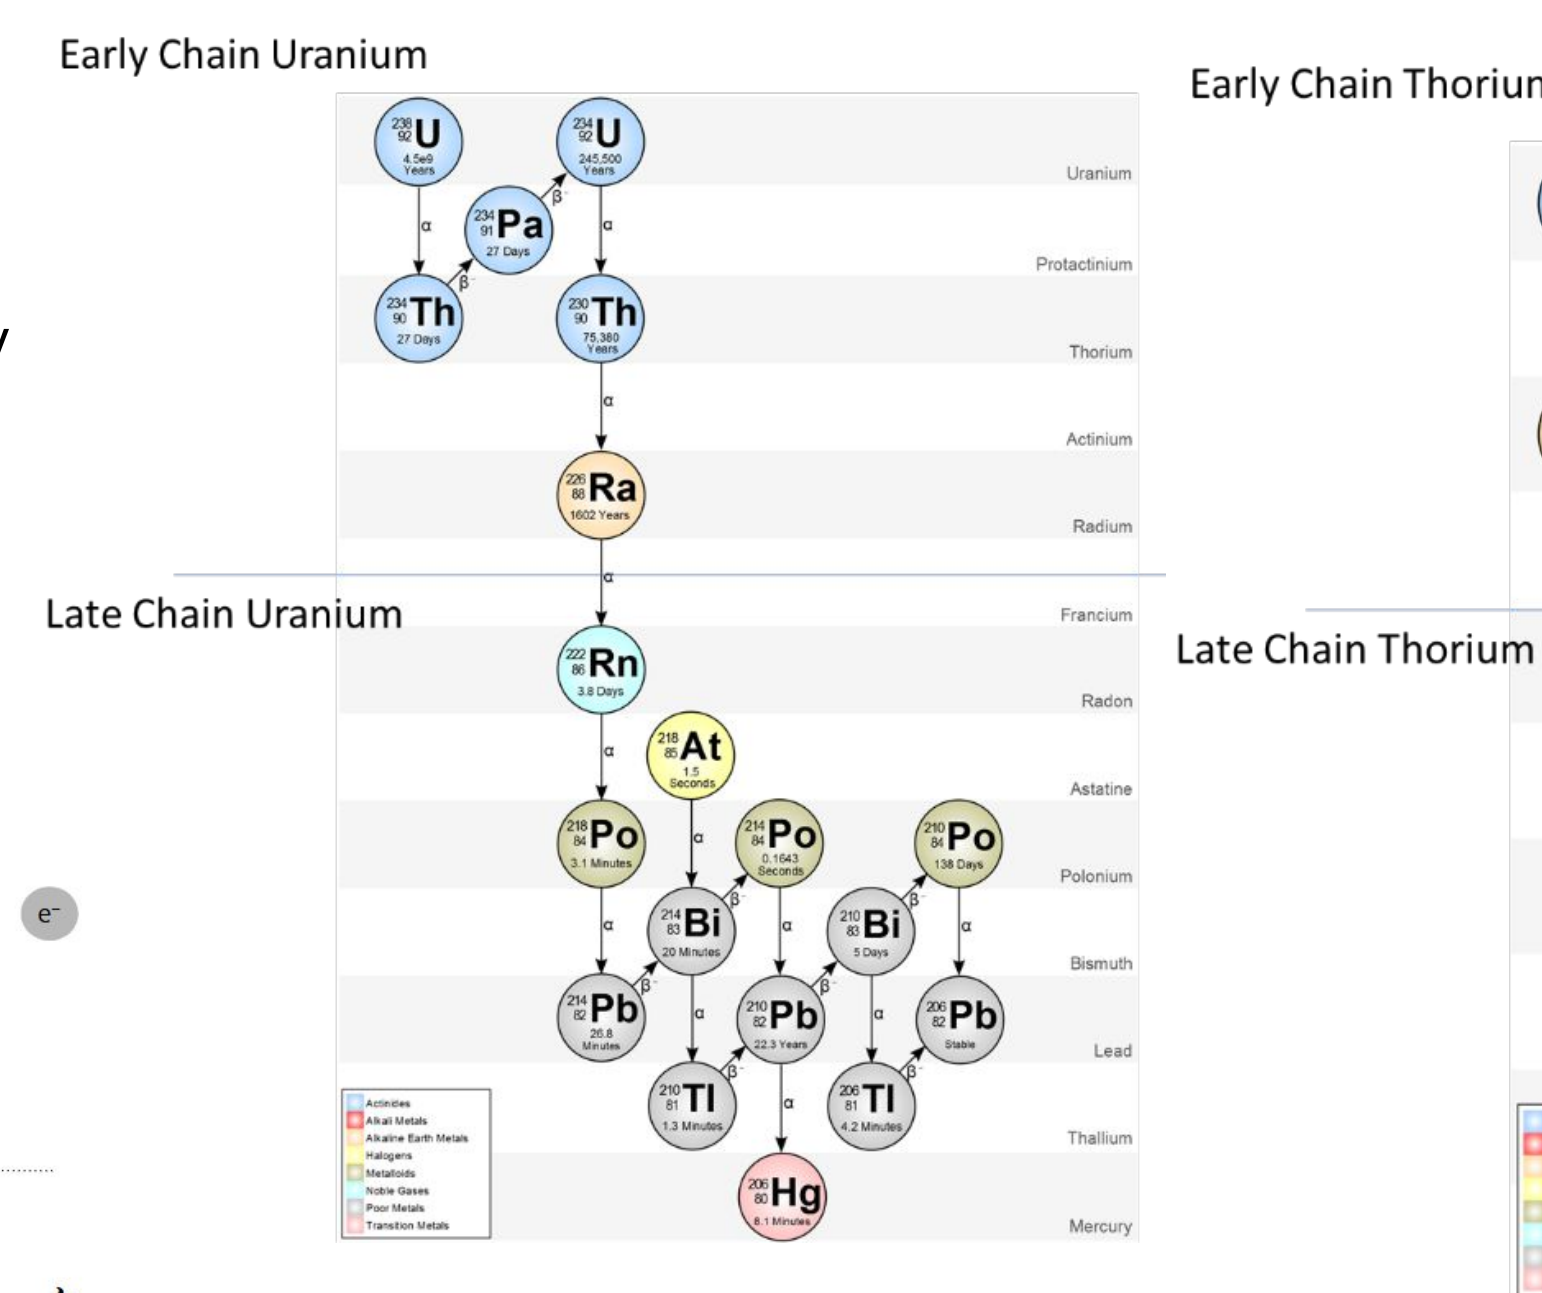 Early Chain Uranium
Early Chain Thoriun
238
92 U
4.5e9
Years
234
92 U
245,500
Years
Uranium
α
β⁻
α
234
91 Pa
27 Days
Protactinium
β⁻
234
90 Th
27 Days
230
90 Th
75,380
Years
Thorium
α
Actinium
226
88 Ra
1602 Years
Radium
α
Late Chain Uranium
Francium
Late Chain Thorium
222
86 Rn
3.8 Days
Radon
α
218
85 At
1.5
Seconds
Astatine
218
84 Po
3.1 Minutes
α
214
84 Po
0.1643
Seconds
210
84 Po
138 Days
Polonium
β⁻
β⁻
e⁻
α
214
83 Bi
20 Minutes
α
210
83 Bi
5 Days
α
Bismuth
β⁻
β⁻
214
82 Pb
26.8
Minutes
α
210
82 Pb
22.3 Years
α
206
82 Pb
Stable
Lead
β⁻
β⁻
210
81 Tl
1.3 Minutes
α
206
81 Tl
4.2 Minutes
Thallium
206
80 Hg
8.1 Minutes
Mercury
Actinides
Alkali Metals
Alkaline Earth Metals
Halogens
Metalloids
Noble Gases
Poor Metals
Transition Metals